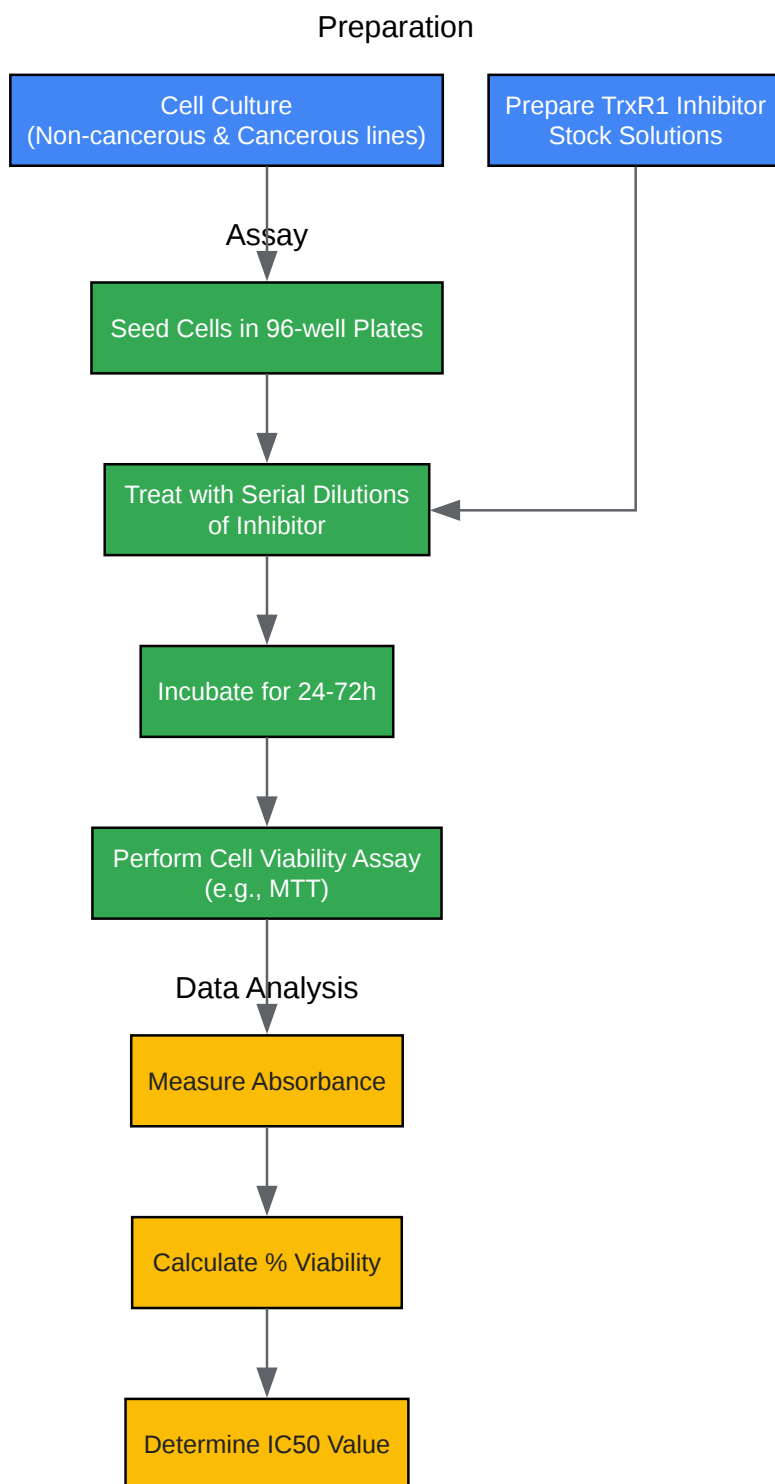 Preparation
Cell Culture
(Non-cancerous & Cancerous lines)
Prepare TrxR1 Inhibitor
Stock Solutions
Assay
Seed Cells in 96-well Plates
Treat with Serial Dilutions
of Inhibitor
Incubate for 24-72h
Perform Cell Viability Assay
(e.g., MTT)
Data Analysis
Measure Absorbance
Calculate % Viability
Determine IC50 Value